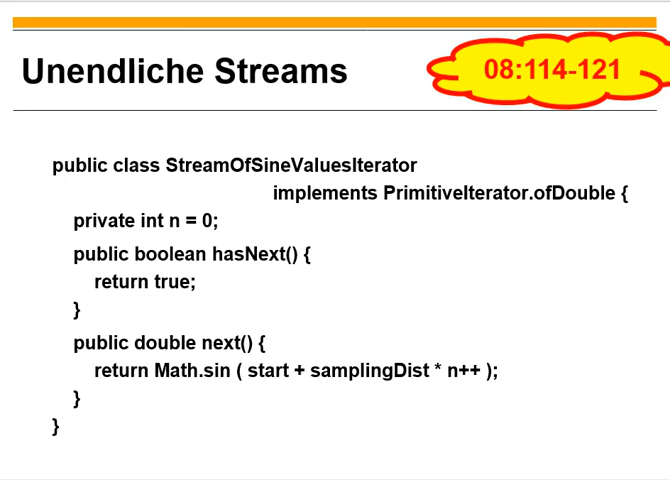 Unendliche Streams
08:114-121
public class StreamOfSineValuesIterator
implements PrimitiveIterator.ofDouble {
private int n = 0;
public boolean hasNext() {
return true;
}
public double next() {
return Math.sin ( start + samplingDist * n++ );
}
}